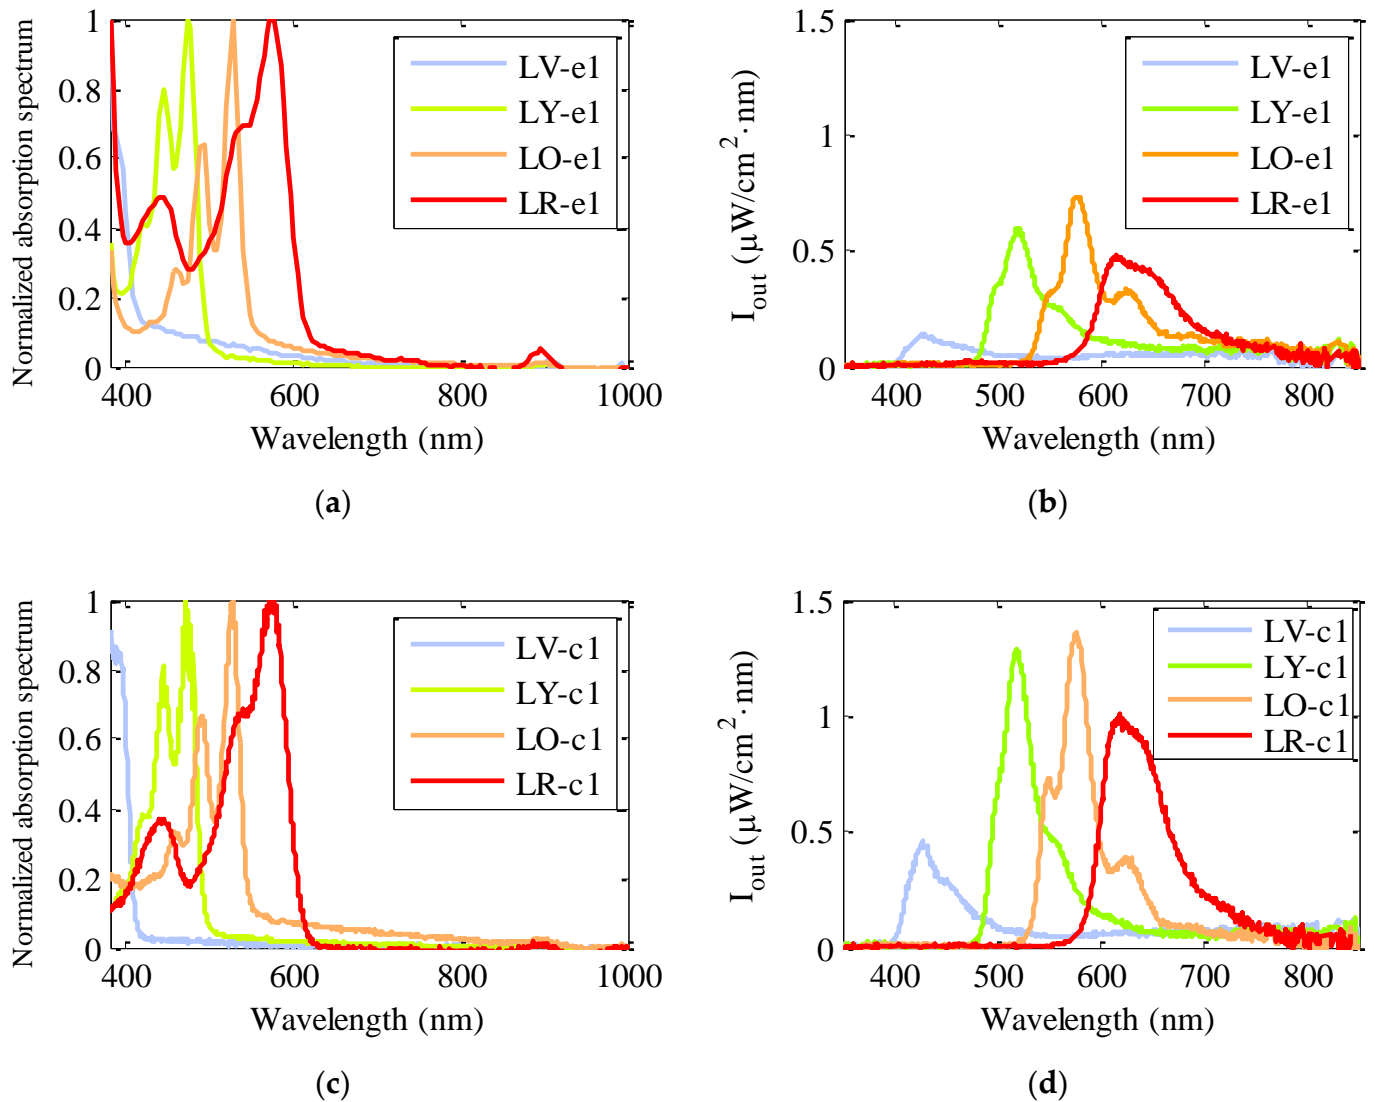 Normalized absorption spectrum
1
0.8
0.6
0.4
0.2
0
400
600
800
1000
Wavelength (nm)
LV-e1
LY-e1
LO-e1
LR-e1
(a)
I_out (μW/cm²·nm)
1.5
1
0.5
0
400
500
600
700
800
Wavelength (nm)
LV-e1
LY-e1
LO-e1
LR-e1
(b)
Normalized absorption spectrum
1
0.8
0.6
0.4
0.2
0
400
600
800
1000
Wavelength (nm)
LV-c1
LY-c1
LO-c1
LR-c1
(c)
I_out (μW/cm²·nm)
1.5
1
0.5
0
400
500
600
700
800
Wavelength (nm)
LV-c1
LY-c1
LO-c1
LR-c1
(d)